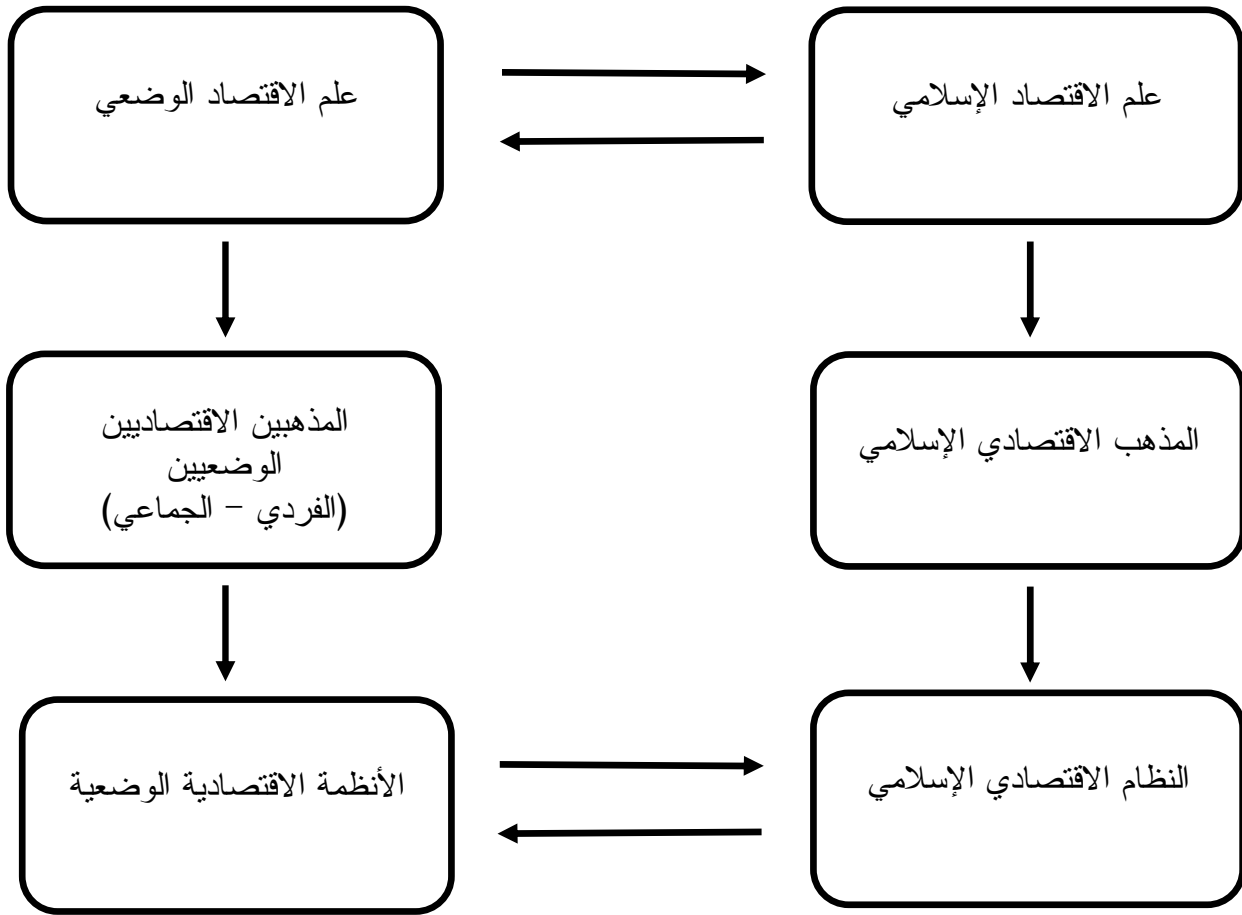 علم الاقتصاد الإسلامي
علم الاقتصاد الوضعي
المذهب الاقتصادي الإسلامي
المذهبين الاقتصاديين
الوضعيين
(الفردي – الجماعي)
النظام الاقتصادي الإسلامي
الأنظمة الاقتصادية الوضعية